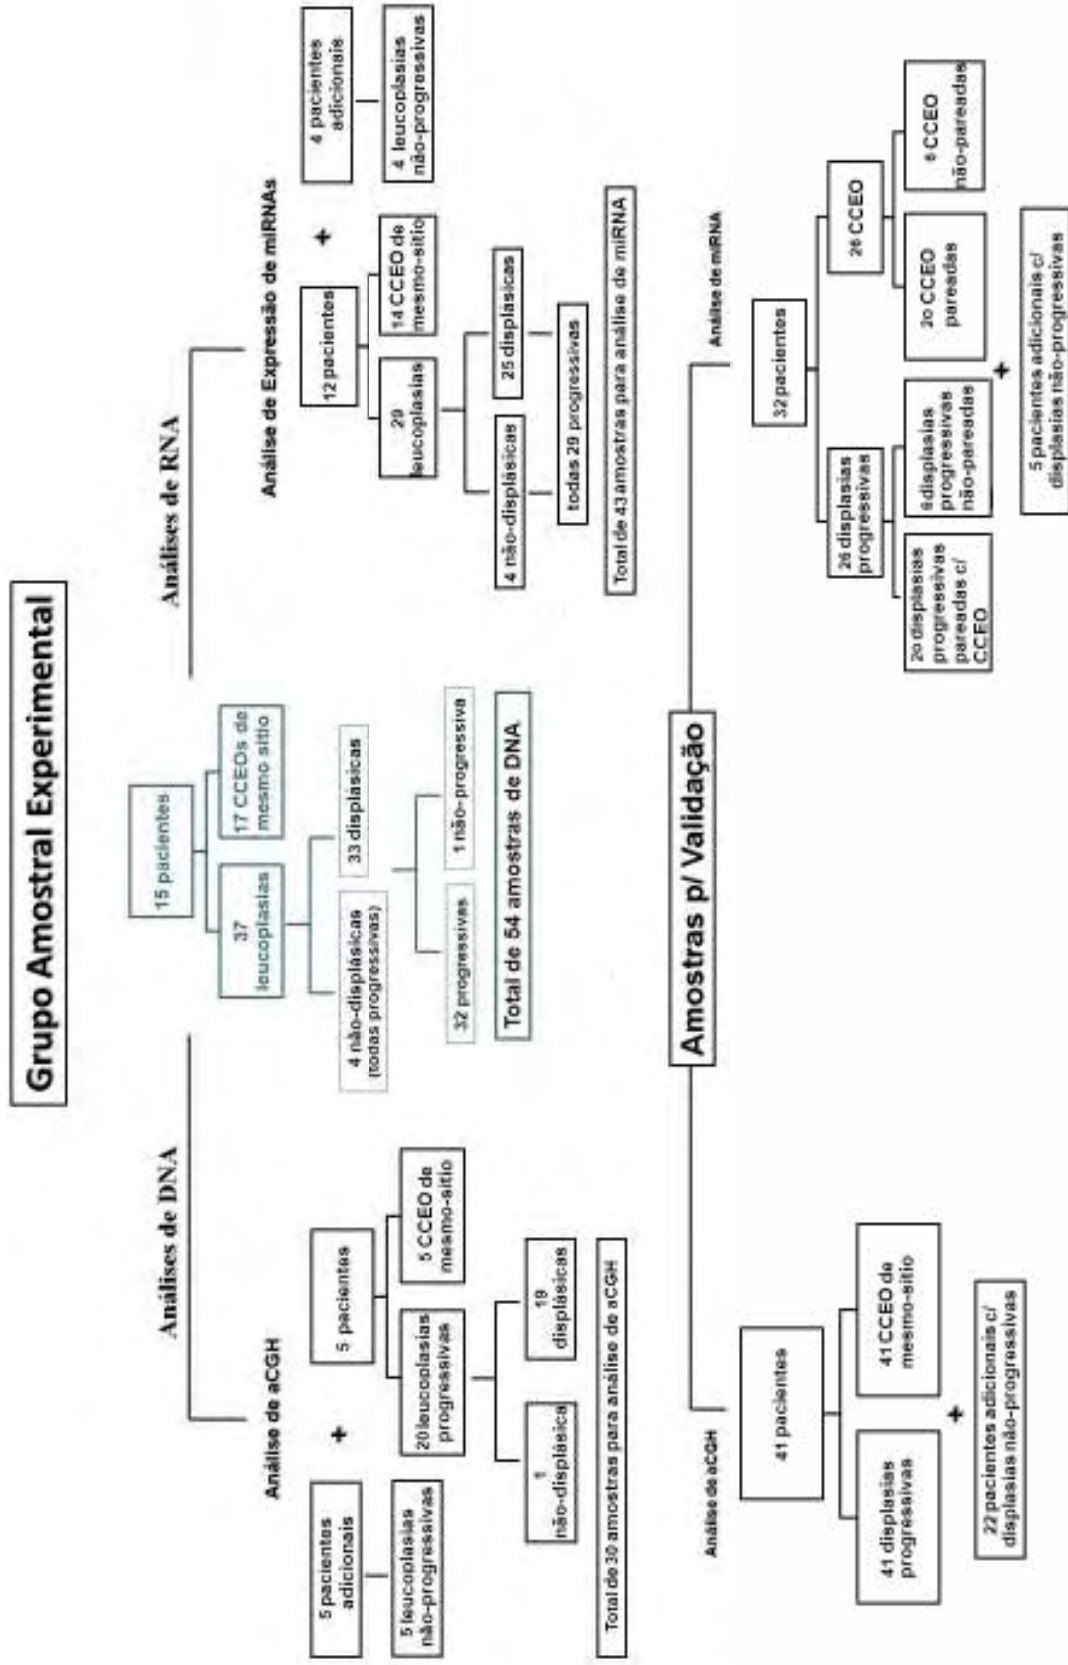 Grupo Amostral Experimental
Análises de DNA
Análises de RNA
15 pacientes
37
leucoplasias
17 CCEOs de
mesmo sitio
4 não-displásicas
(todas progressivas)
33 displásicas
32 progressivas
1 não-progressiva
Total de 54 amostras de DNA
Análise de aCGH
5 pacientes
adicionais
+
5 pacientes
5 leucoplasias
não-progressivas
20 leucoplasias
progressivas
5 CCEO de
mesmo-sitio
1
não-displásica
19
displásicas
Total de 30 amostras para análise de aCGH
Análise de Expressão de miRNAs
12 pacientes
+
4 pacientes
adicionais
29
leucoplasias
14 CCEO de
mesmo-sitio
4 leucoplasias
não-progressivas
4 não-displásicas
25 displásicas
todas 29 progressivas
Total de 43 amostras para análise de miRNA
Amostras p/ Validação
Análise de aCGH
41 pacientes
41 displasias
progressivas
41 CCEO de
mesmo-sitio
+
22 pacientes adicionais c/
displasias não-progressivas
Análise de miRNA
32 pacientes
26 displasias
progressivas
26 CCEO
20 displasias
progressivas
pareadas c/
CCEO
6 displasias
progressivas
não-pareadas
20 CCEO
pareadas
6 CCEO
não-pareadas
+
5 pacientes adicionais c/
displasias não-progressivas